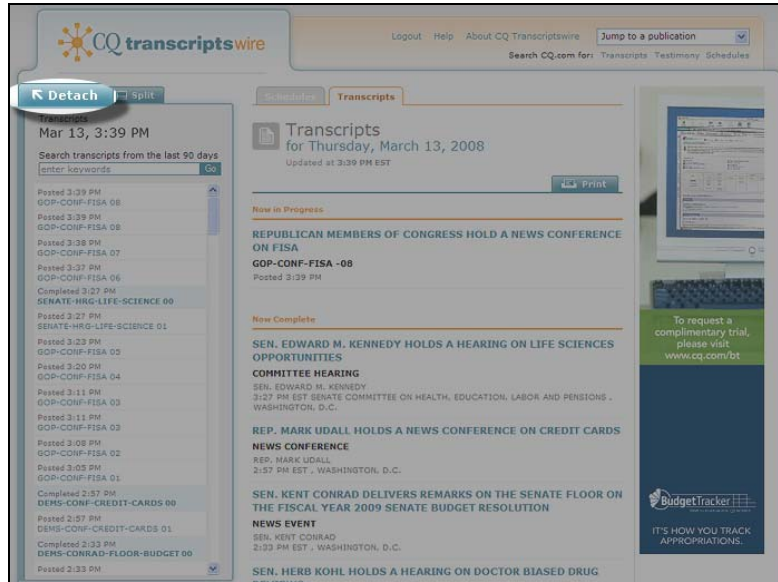 CQ transcriptswire
Logout Help About CQ Transcriptswire Jump to a publication
Search CQ.com for: Transcripts Testimony Schedules
Detach Split
Transcripts
Mar 13, 3:39 PM
Search transcripts from the last 90 days
enter keywords Go
Posted 3:39 PM
GOP-CONF-FISA 08
Posted 3:39 PM
GOP-CONF-FISA 08
Posted 3:38 PM
GOP-CONF-FISA 07
Posted 3:37 PM
GOP-CONF-FISA 06
Completed 3:27 PM
SENATE-HRG-LIFE-SCIENCE 00
Posted 3:27 PM
SENATE-HRG-LIFE-SCIENCE 01
Posted 3:23 PM
GOP-CONF-FISA 05
Posted 3:20 PM
GOP-CONF-FISA 04
Posted 3:11 PM
GOP-CONF-FISA 03
Posted 3:11 PM
GOP-CONF-FISA 03
Posted 3:08 PM
GOP-CONF-FISA 02
Posted 3:05 PM
GOP-CONF-FISA 01
Completed 2:57 PM
DEMS-CONF-CREDIT-CARDS 00
Posted 2:57 PM
DEMS-CONF-CREDIT-CARDS 01
Completed 2:33 PM
DEMS-CONRAD-FLOOR-BUDGET 00
Posted 2:33 PM
Schedules Transcripts
Transcripts
for Thursday, March 13, 2008
Updated at 3:39 PM EST
Print
Now in Progress
REPUBLICAN MEMBERS OF CONGRESS HOLD A NEWS CONFERENCE
ON FISA
GOP-CONF-FISA -08
Posted 3:39 PM
Now Complete
SEN. EDWARD M. KENNEDY HOLDS A HEARING ON LIFE SCIENCES
OPPORTUNITIES
COMMITTEE HEARING
SEN. EDWARD M. KENNEDY
3:27 PM EST SENATE COMMITTEE ON HEALTH, EDUCATION, LABOR AND PENSIONS ,
WASHINGTON, D.C.
REP. MARK UDALL HOLDS A NEWS CONFERENCE ON CREDIT CARDS
NEWS CONFERENCE
REP. MARK UDALL
2:57 PM EST , WASHINGTON, D.C.
SEN. KENT CONRAD DELIVERS REMARKS ON THE SENATE FLOOR ON
THE FISCAL YEAR 2009 SENATE BUDGET RESOLUTION
NEWS EVENT
SEN. KENT CONRAD
2:33 PM EST , WASHINGTON, D.C.
SEN. HERB KOHL HOLDS A HEARING ON DOCTOR BIASED DRUG
To request a
complimentary trial,
please visit
www.cq.com/bt
BudgetTracker
IT'S HOW YOU TRACK
APPROPRIATIONS.